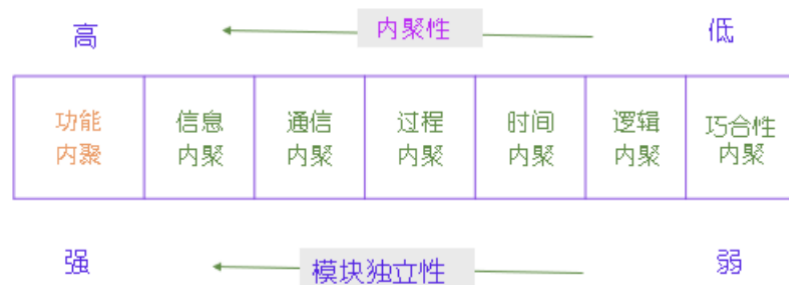 高 内聚性 低
功能 信息 通信 过程 时间 逻辑 巧合性
内聚 内聚 内聚 内聚 内聚 内聚 内聚
强 模块独立性 弱